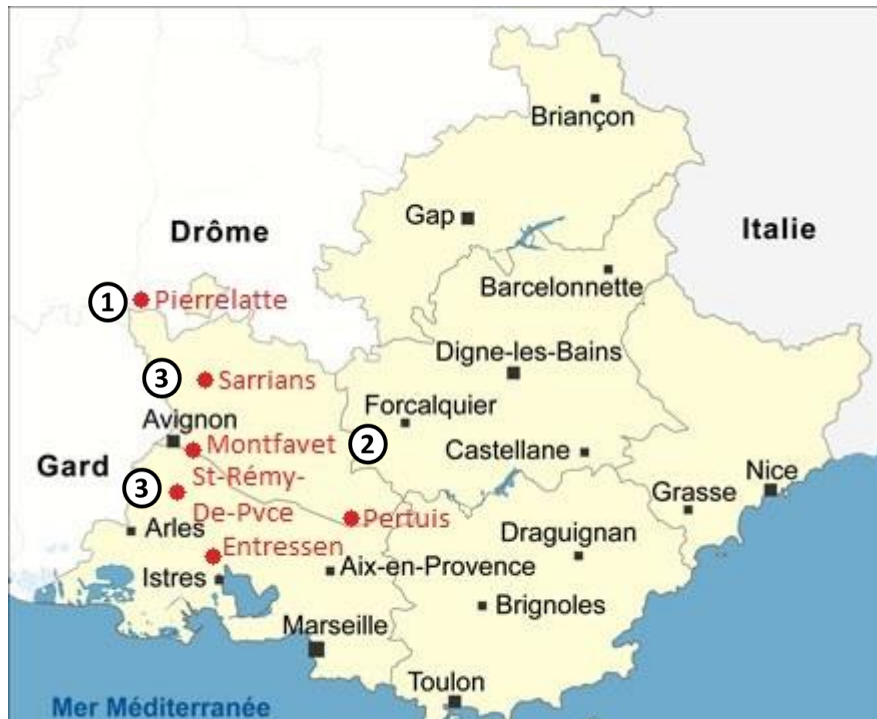 Briançon
Gap
Drôme
Italie
Barcelonnette
1 Pierrelatte
Digne-les-Bains
3 Sarrians
Forcalquier
Avignon
2
Montfavet
Castellane
Gard
3 St-Rémy-
De-Pvce
Nice
Grasse
Pertuis
Arles
Draguignan
Entressen
Istres
Aix-en-Provence
Brignoles
Marseille
Toulon
Mer Méditerranée